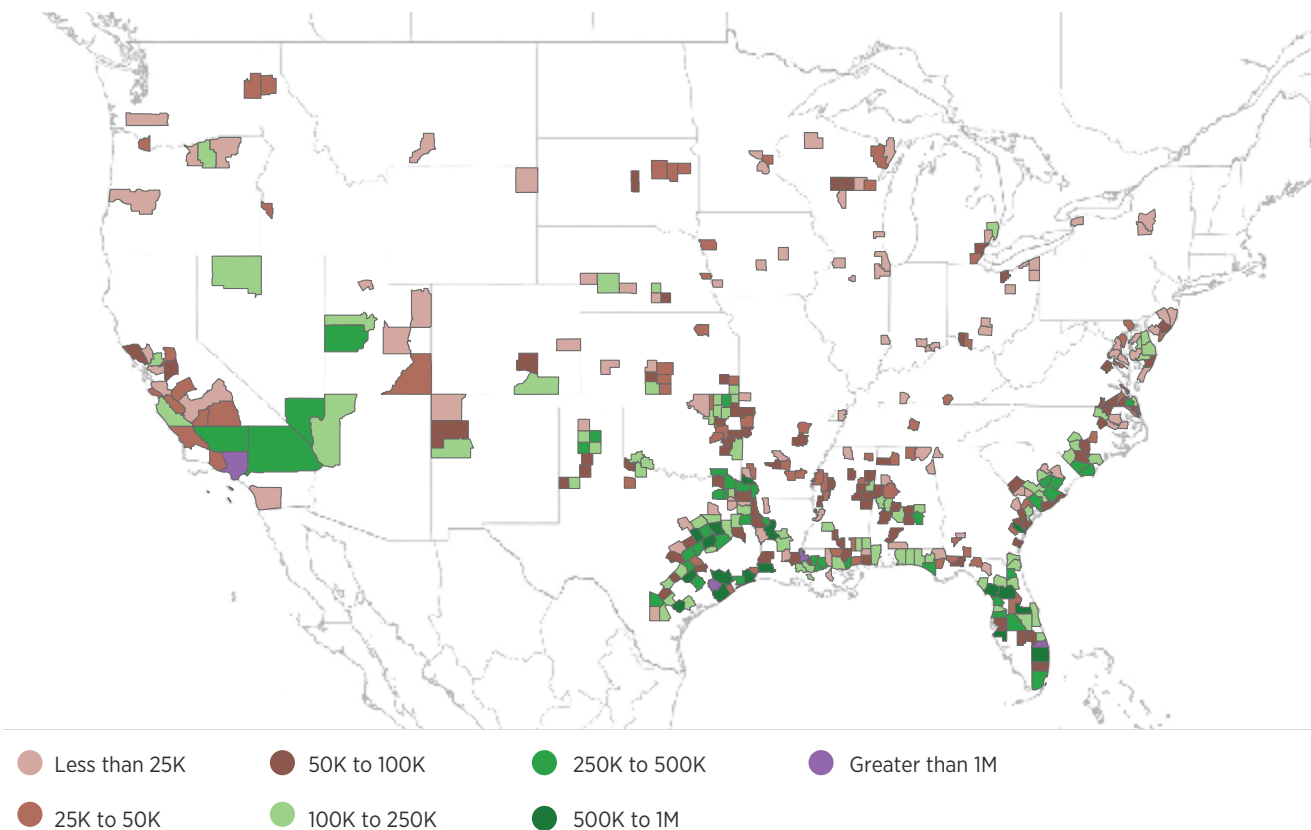 Less than 25K
50K to 100K
250K to 500K
Greater than 1M
25K to 50K
100K to 250K
500K to 1M